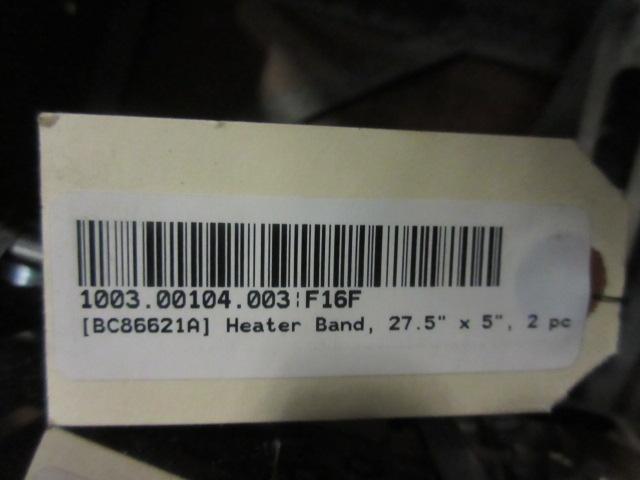 1003.00104.003¦F16F
[BC86621A] Heater Band, 27.5" x 5", 2 pc